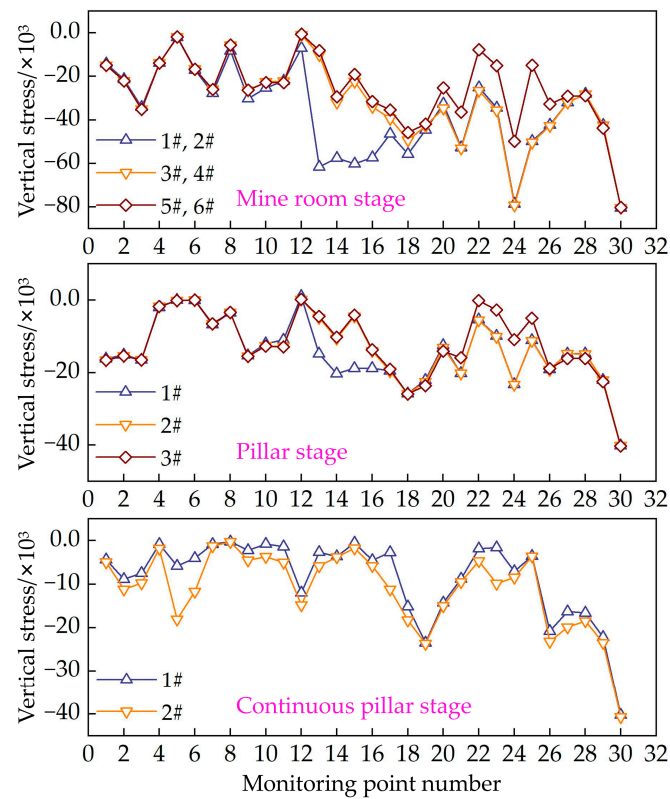 Vertical stress/×10³
0.0
−20
−40
−60
−80
1#, 2#
3#, 4#
5#, 6#
Mine room stage
0 2 4 6 8 10 12 14 16 18 20 22 24 26 28 30 32
Vertical stress/×10³
0.0
−20
−40
1#
2#
3#
Pillar stage
0 2 4 6 8 10 12 14 16 18 20 22 24 26 28 30 32
Vertical stress/×10³
0.0
−10
−20
−30
−40
1#
2#
Continuous pillar stage
0 2 4 6 8 10 12 14 16 18 20 22 24 26 28 30 32
Monitoring point number